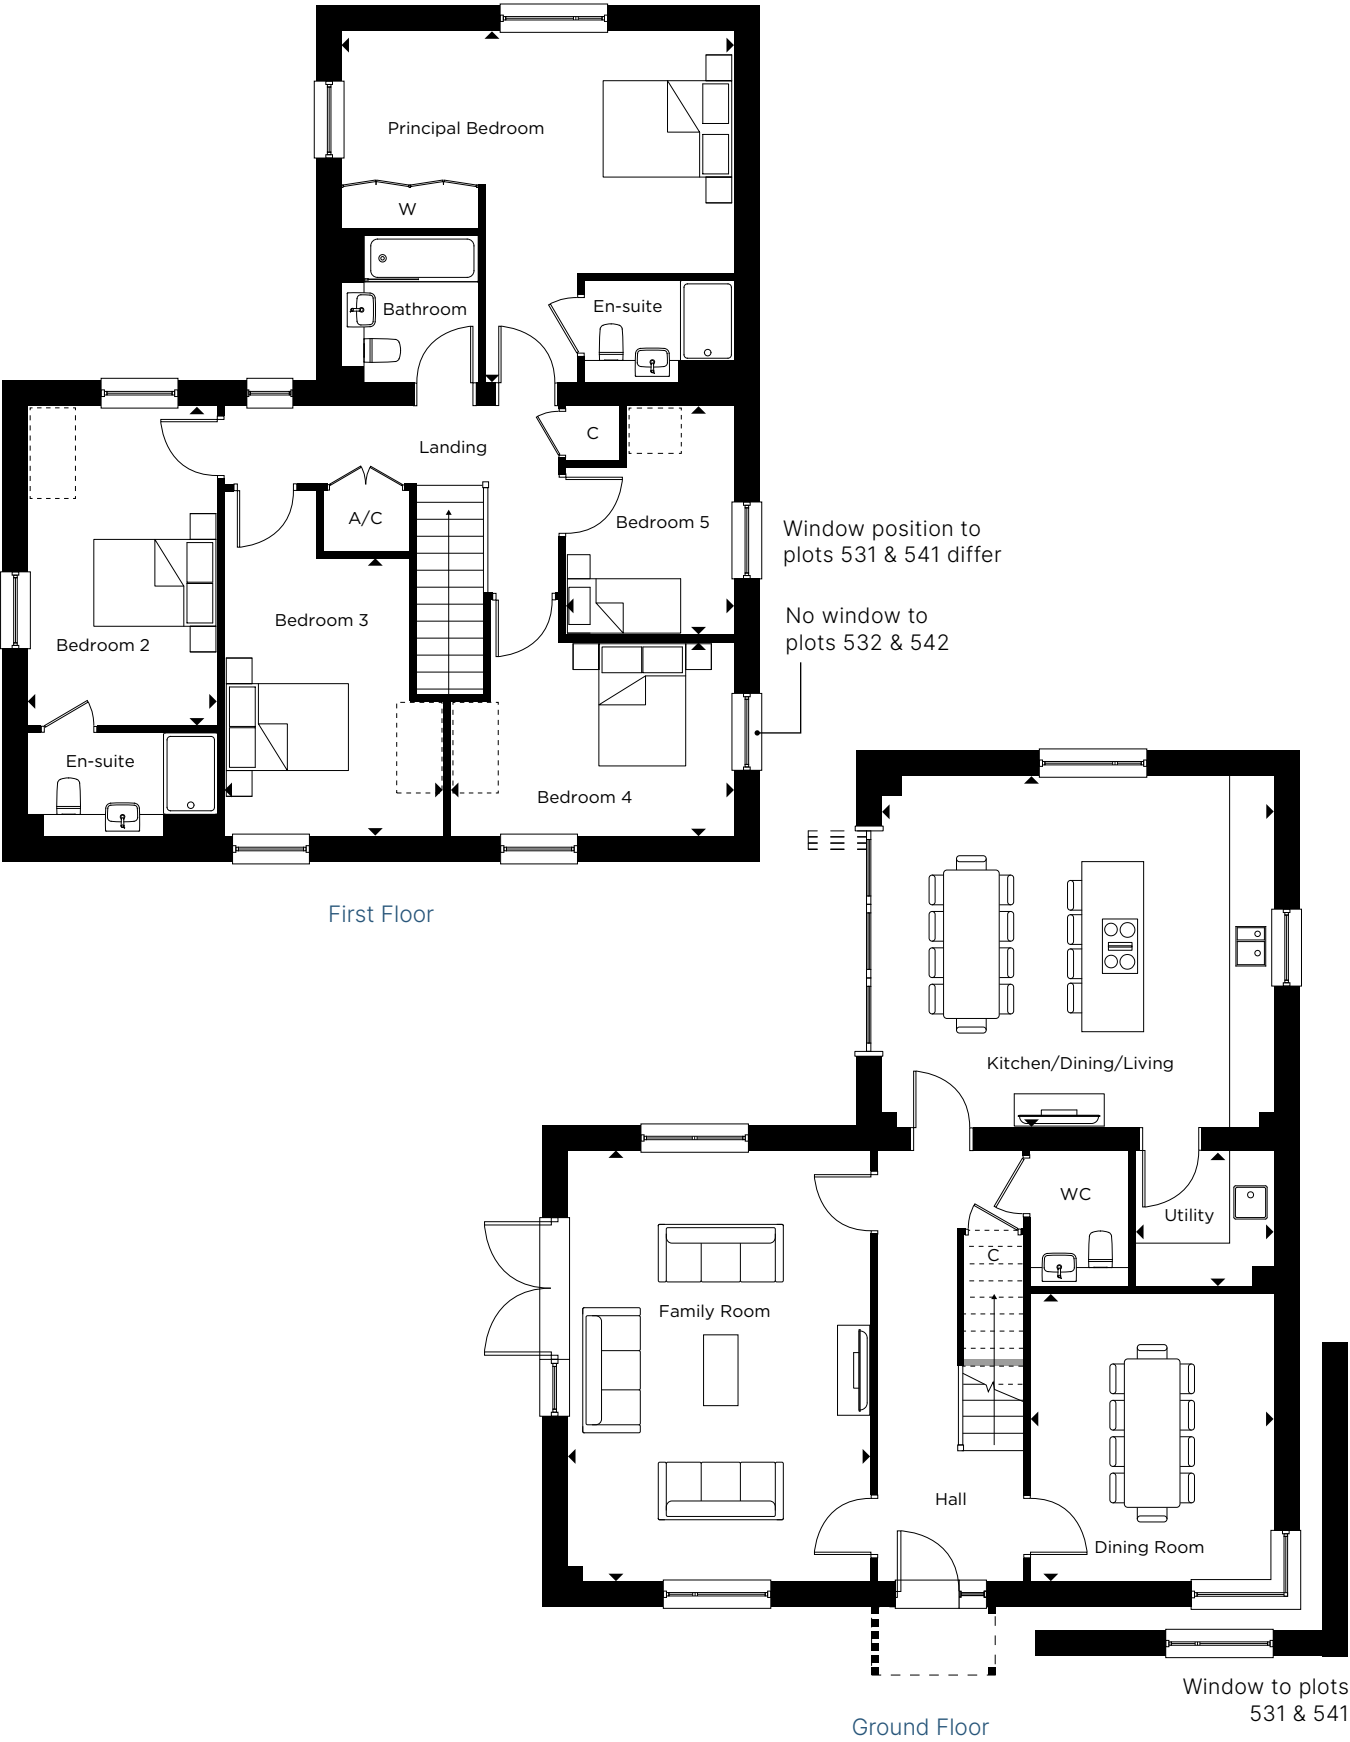 Principal Bedroom
W
Bathroom
En-suite
Landing
C
A/C
Bedroom 5
Bedroom 3
Bedroom 2
En-suite
Bedroom 4
Window position to
plots 531 & 541 differ
No window to
plots 532 & 542
First Floor
Kitchen/Dining/Living
WC
Utility
C
Family Room
Hall
Dining Room
Window to plots
531 & 541
Ground Floor